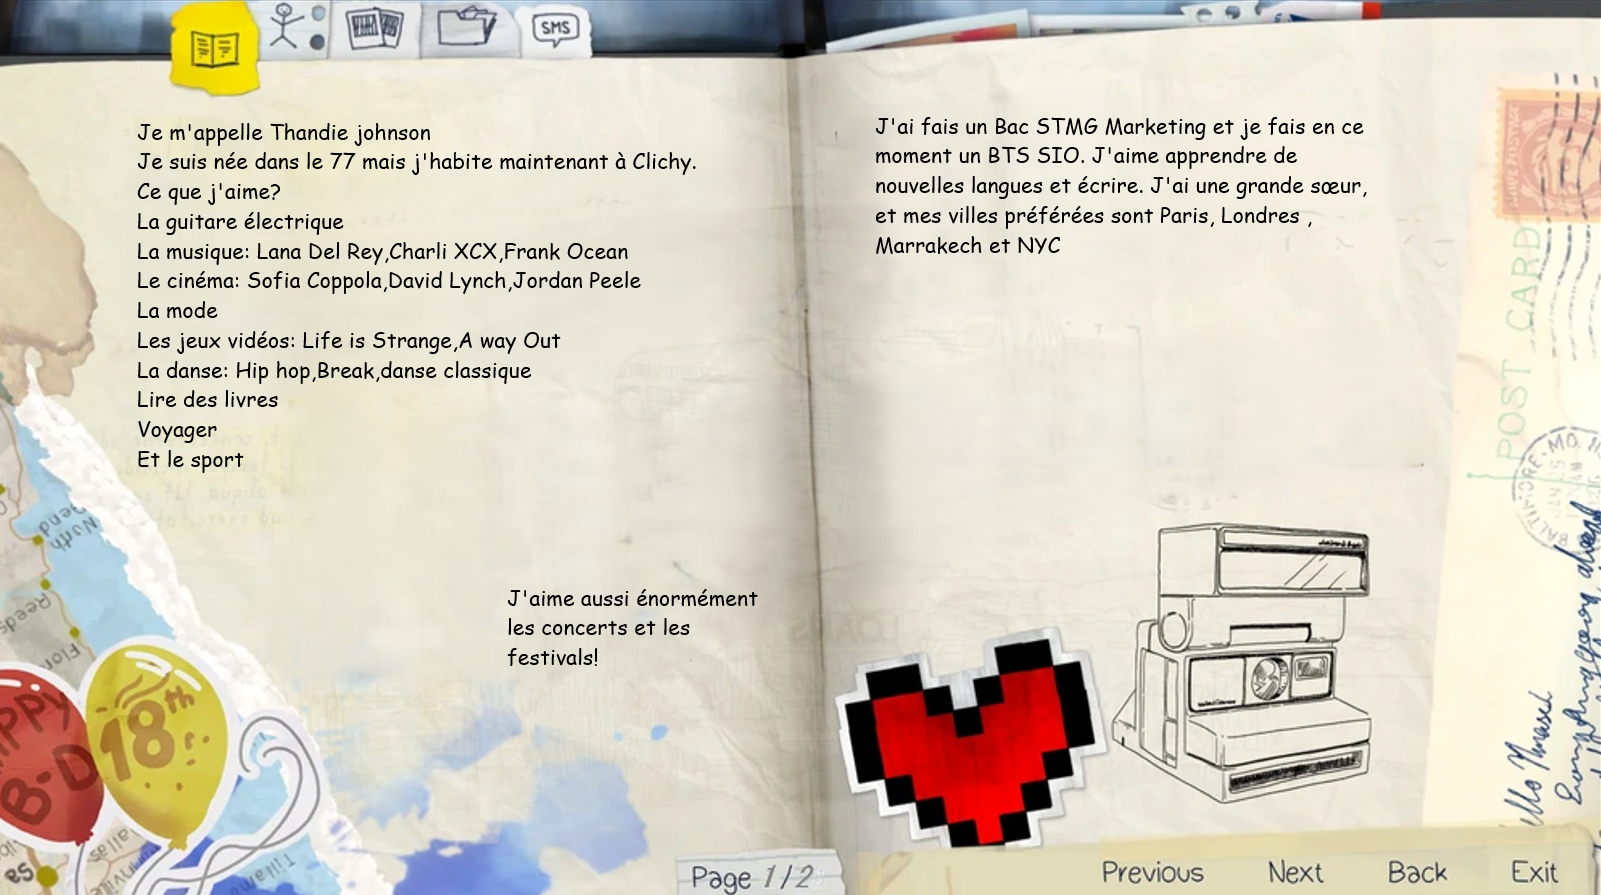 SMS
Je m'appelle Thandie johnson
Je suis née dans le 77 mais j'habite maintenant à Clichy.
Ce que j'aime?
La guitare électrique
La musique: Lana Del Rey,Charli XCX,Frank Ocean
Le cinéma: Sofia Coppola,David Lynch,Jordan Peele
La mode
Les jeux vidéos: Life is Strange,A way Out
La danse: Hip hop,Break,danse classique
Lire des livres
Voyager
Et le sport
J'aime aussi énormément
les concerts et les
festivals!
J'ai fais un Bac STMG Marketing et je fais en ce
moment un BTS SIO. J'aime apprendre de
nouvelles langues et écrire. J'ai une grande sœur,
et mes villes préférées sont Paris, Londres ,
Marrakech et NYC
POST CARD
North Bend
18th
B-D
Page 1/2
Previous
Next
Back
Exit